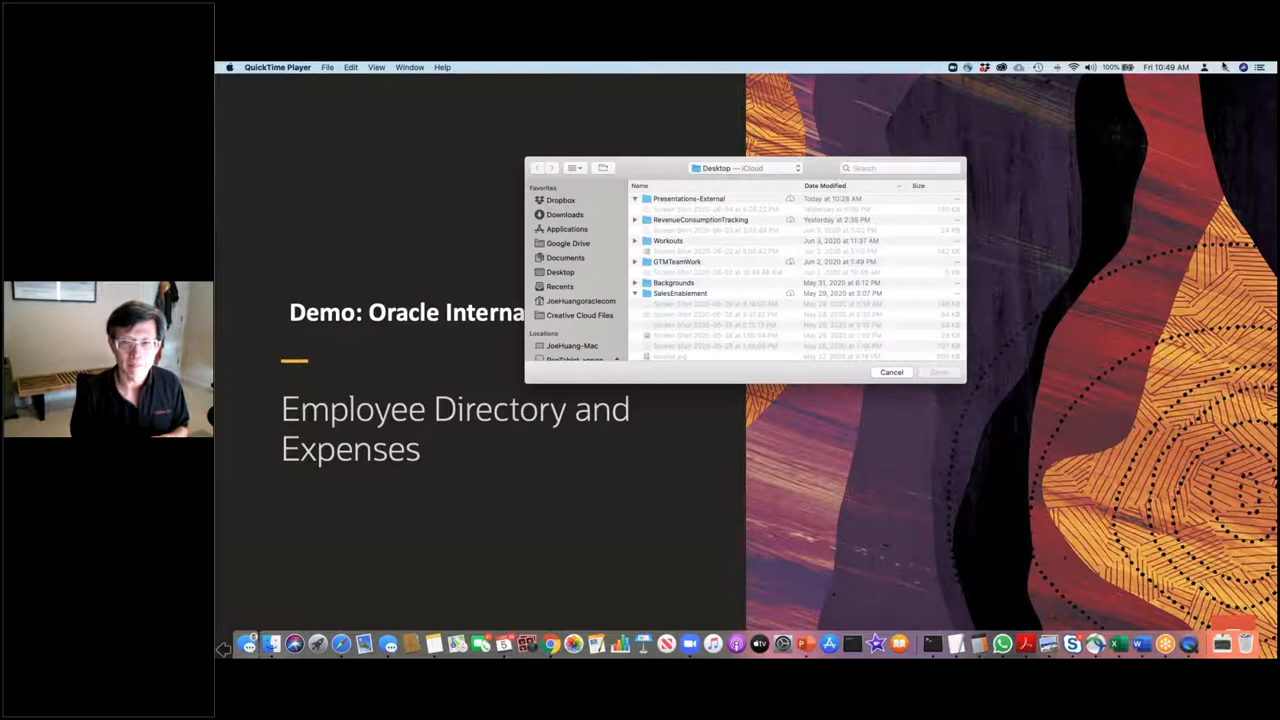 QuickTime Player File Edit View Window Help
100% Fri 10:49 AM
Desktop — iCloud
Search
Favorites
Dropbox
Downloads
Applications
Google Drive
Documents
Desktop
Recents
JoeHuangoraclecom
Creative Cloud Files
Locations
JoeHuang-Mac
Name Date Modified Size
Presentations-External Today at 10:28 AM --
RevenueConsumptionTracking Yesterday at 2:35 PM --
Workouts Jun 3, 2020 at 11:37 AM --
GTMTeamWork Jun 2, 2020 at 1:49 PM --
Backgrounds May 31, 2020 at 6:12 PM --
SalesEnablement May 29, 2020 at 3:07 PM --
Cancel Open
Demo: Oracle Interna
Employee Directory and
Expenses